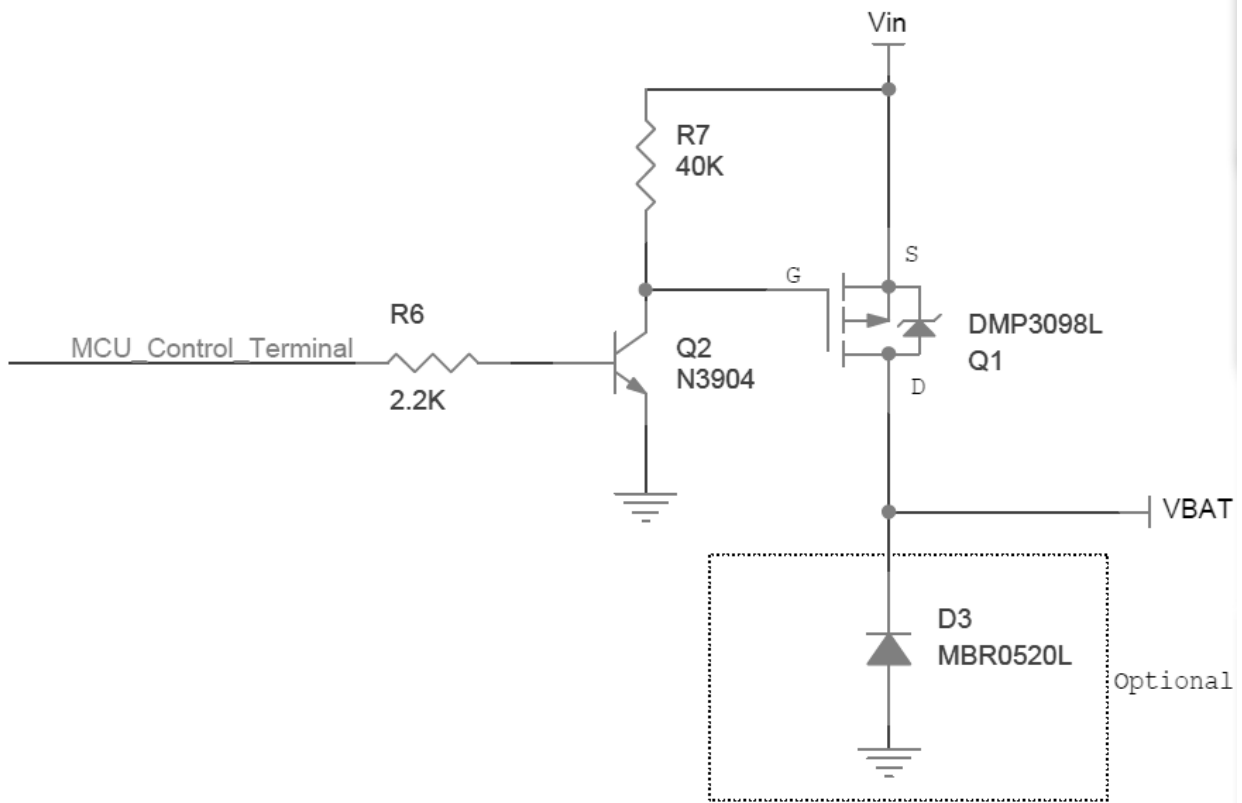 Vin
R7
40K
S
G
DMP3098L
Q1
R6
MCU_Control_Terminal
2.2K
Q2
N3904
D
VBAT
D3
MBR0520L
Optional